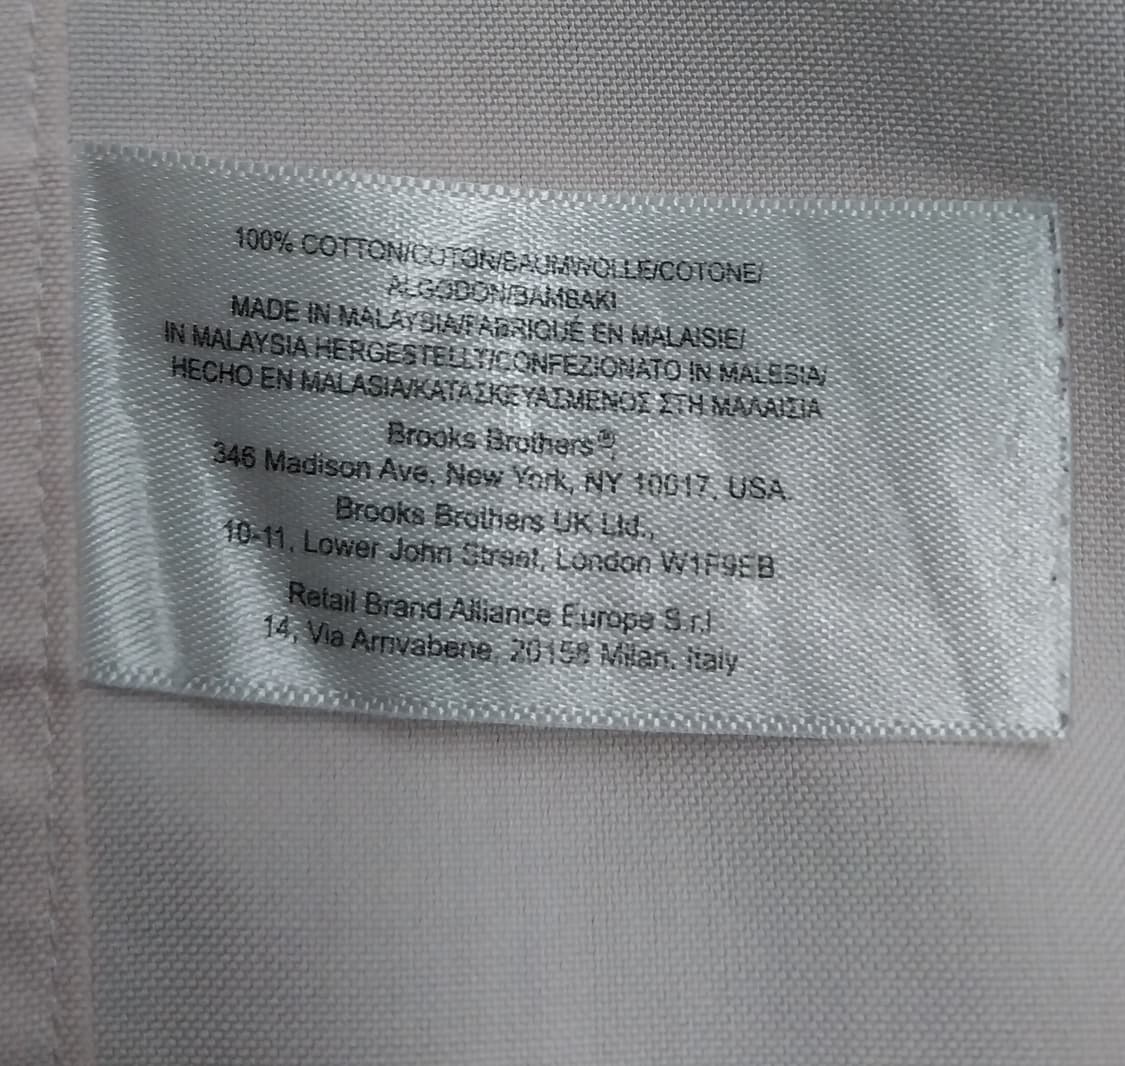 100% COTTON/COTON/BAUMWOLLE/COTONE/
ALGODON/BAMBAKI
MADE IN MALAYSIA/FABRIQUÉ EN MALAISIE/
IN MALAYSIA HERGESTELLT/CONFEZIONATO IN MALESIA/
HECHO EN MALASIA/ΚΑΤΑΣΚΕΥΑΣΜΕΝΟΣ ΣΤΗ ΜΑΛΑΙΣΙΑ
Brooks Brothers®,
346 Madison Ave. New York, NY 10017, USA.
Brooks Brothers UK Ltd.,
10-11, Lower John Street, London W1F9EB
Retail Brand Alliance Europe S.r.l
14, Via Arrivabene, 20158 Milan, Italy